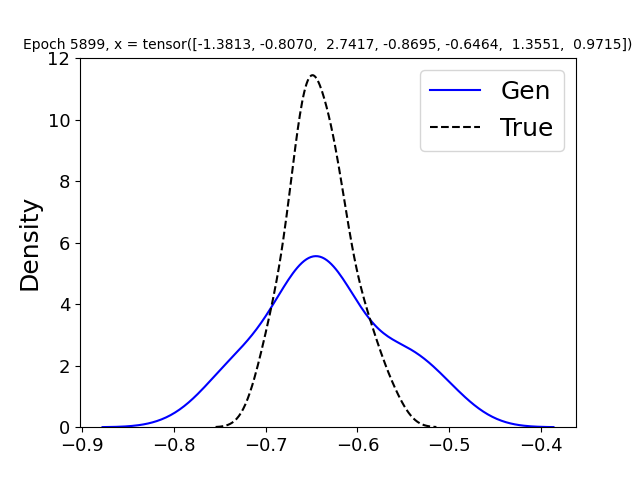 Epoch 5899, x = tensor([-1.3813, -0.8070,  2.7417, -0.8695, -0.6464,  1.3551,  0.9715])
12
10
8
6
4
2
0
Density
Gen
True
−0.9 −0.8 −0.7 −0.6 −0.5 −0.4